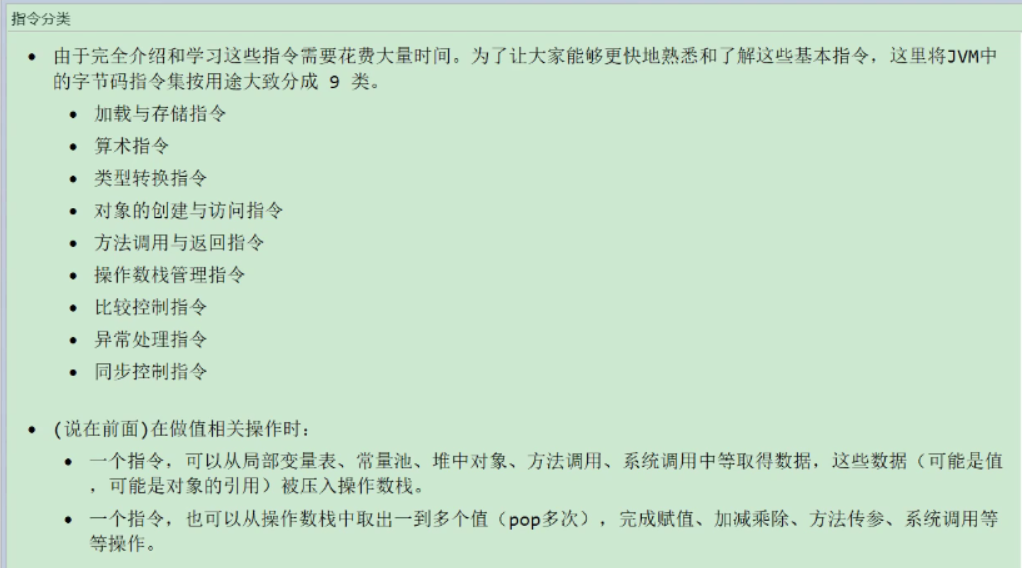 指令分类
• 由于完全介绍和学习这些指令需要花费大量时间。为了让大家能够更快地熟悉和了解这些基本指令，这里将JVM中
的字节码指令集按用途大致分成 9 类。
• 加载与存储指令
• 算术指令
• 类型转换指令
• 对象的创建与访问指令
• 方法调用与返回指令
• 操作数栈管理指令
• 比较控制指令
• 异常处理指令
• 同步控制指令
• (说在前面)在做值相关操作时：
• 一个指令，可以从局部变量表、常量池、堆中对象、方法调用、系统调用中等取得数据，这些数据（可能是值
，可能是对象的引用）被压入操作数栈。
• 一个指令，也可以从操作数栈中取出一到多个值（pop多次），完成赋值、加减乘除、方法传参、系统调用等
等操作。